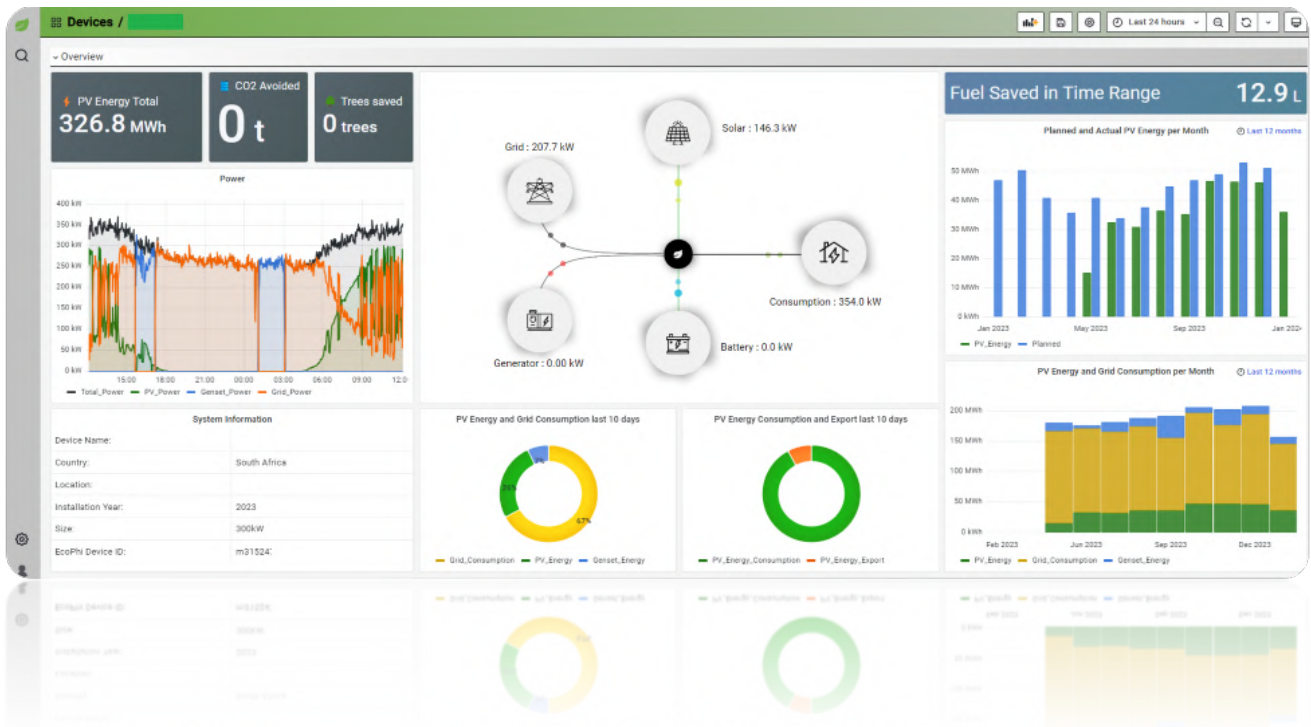 Devices /
Last 24 hours
Overview
PV Energy Total
326.8 MWh
CO2 Avoided
0 t
Trees saved
0 trees
Power
400 kW
350 kW
300 kW
250 kW
200 kW
150 kW
100 kW
50 kW
0 kW
15:00 18:00 21:00 00:00 03:00 06:00 09:00 12:0
Total_Power PV_Power Genset_Power Grid_Power
System Information
Device Name:
Country: South Africa
Location:
Installation Year: 2023
Size: 300kW
EcoPhi Device ID: m31524
Solar : 146.3 kW
Grid : 207.7 kW
Consumption : 354.0 kW
Battery : 0.0 kW
Generator : 0.00 kW
PV Energy and Grid Consumption last 10 days
67%
Grid_Consumption PV_Energy Genset_Energy
PV Energy Consumption and Export last 10 days
PV_Energy_Consumption PV_Energy_Export
Fuel Saved in Time Range 12.9 L
Planned and Actual PV Energy per Month Last 12 months
50 MWh
40 MWh
30 MWh
20 MWh
10 MWh
0 kWh
Jan 2023 May 2023 Sep 2023 Jan 202
PV_Energy Planned
PV Energy and Grid Consumption per Month Last 12 months
200 MWh
150 MWh
100 MWh
50 MWh
0 kWh
Feb 2023 Jun 2023 Sep 2023 Dec 2023
PV_Energy Grid_Consumption Genset_Energy